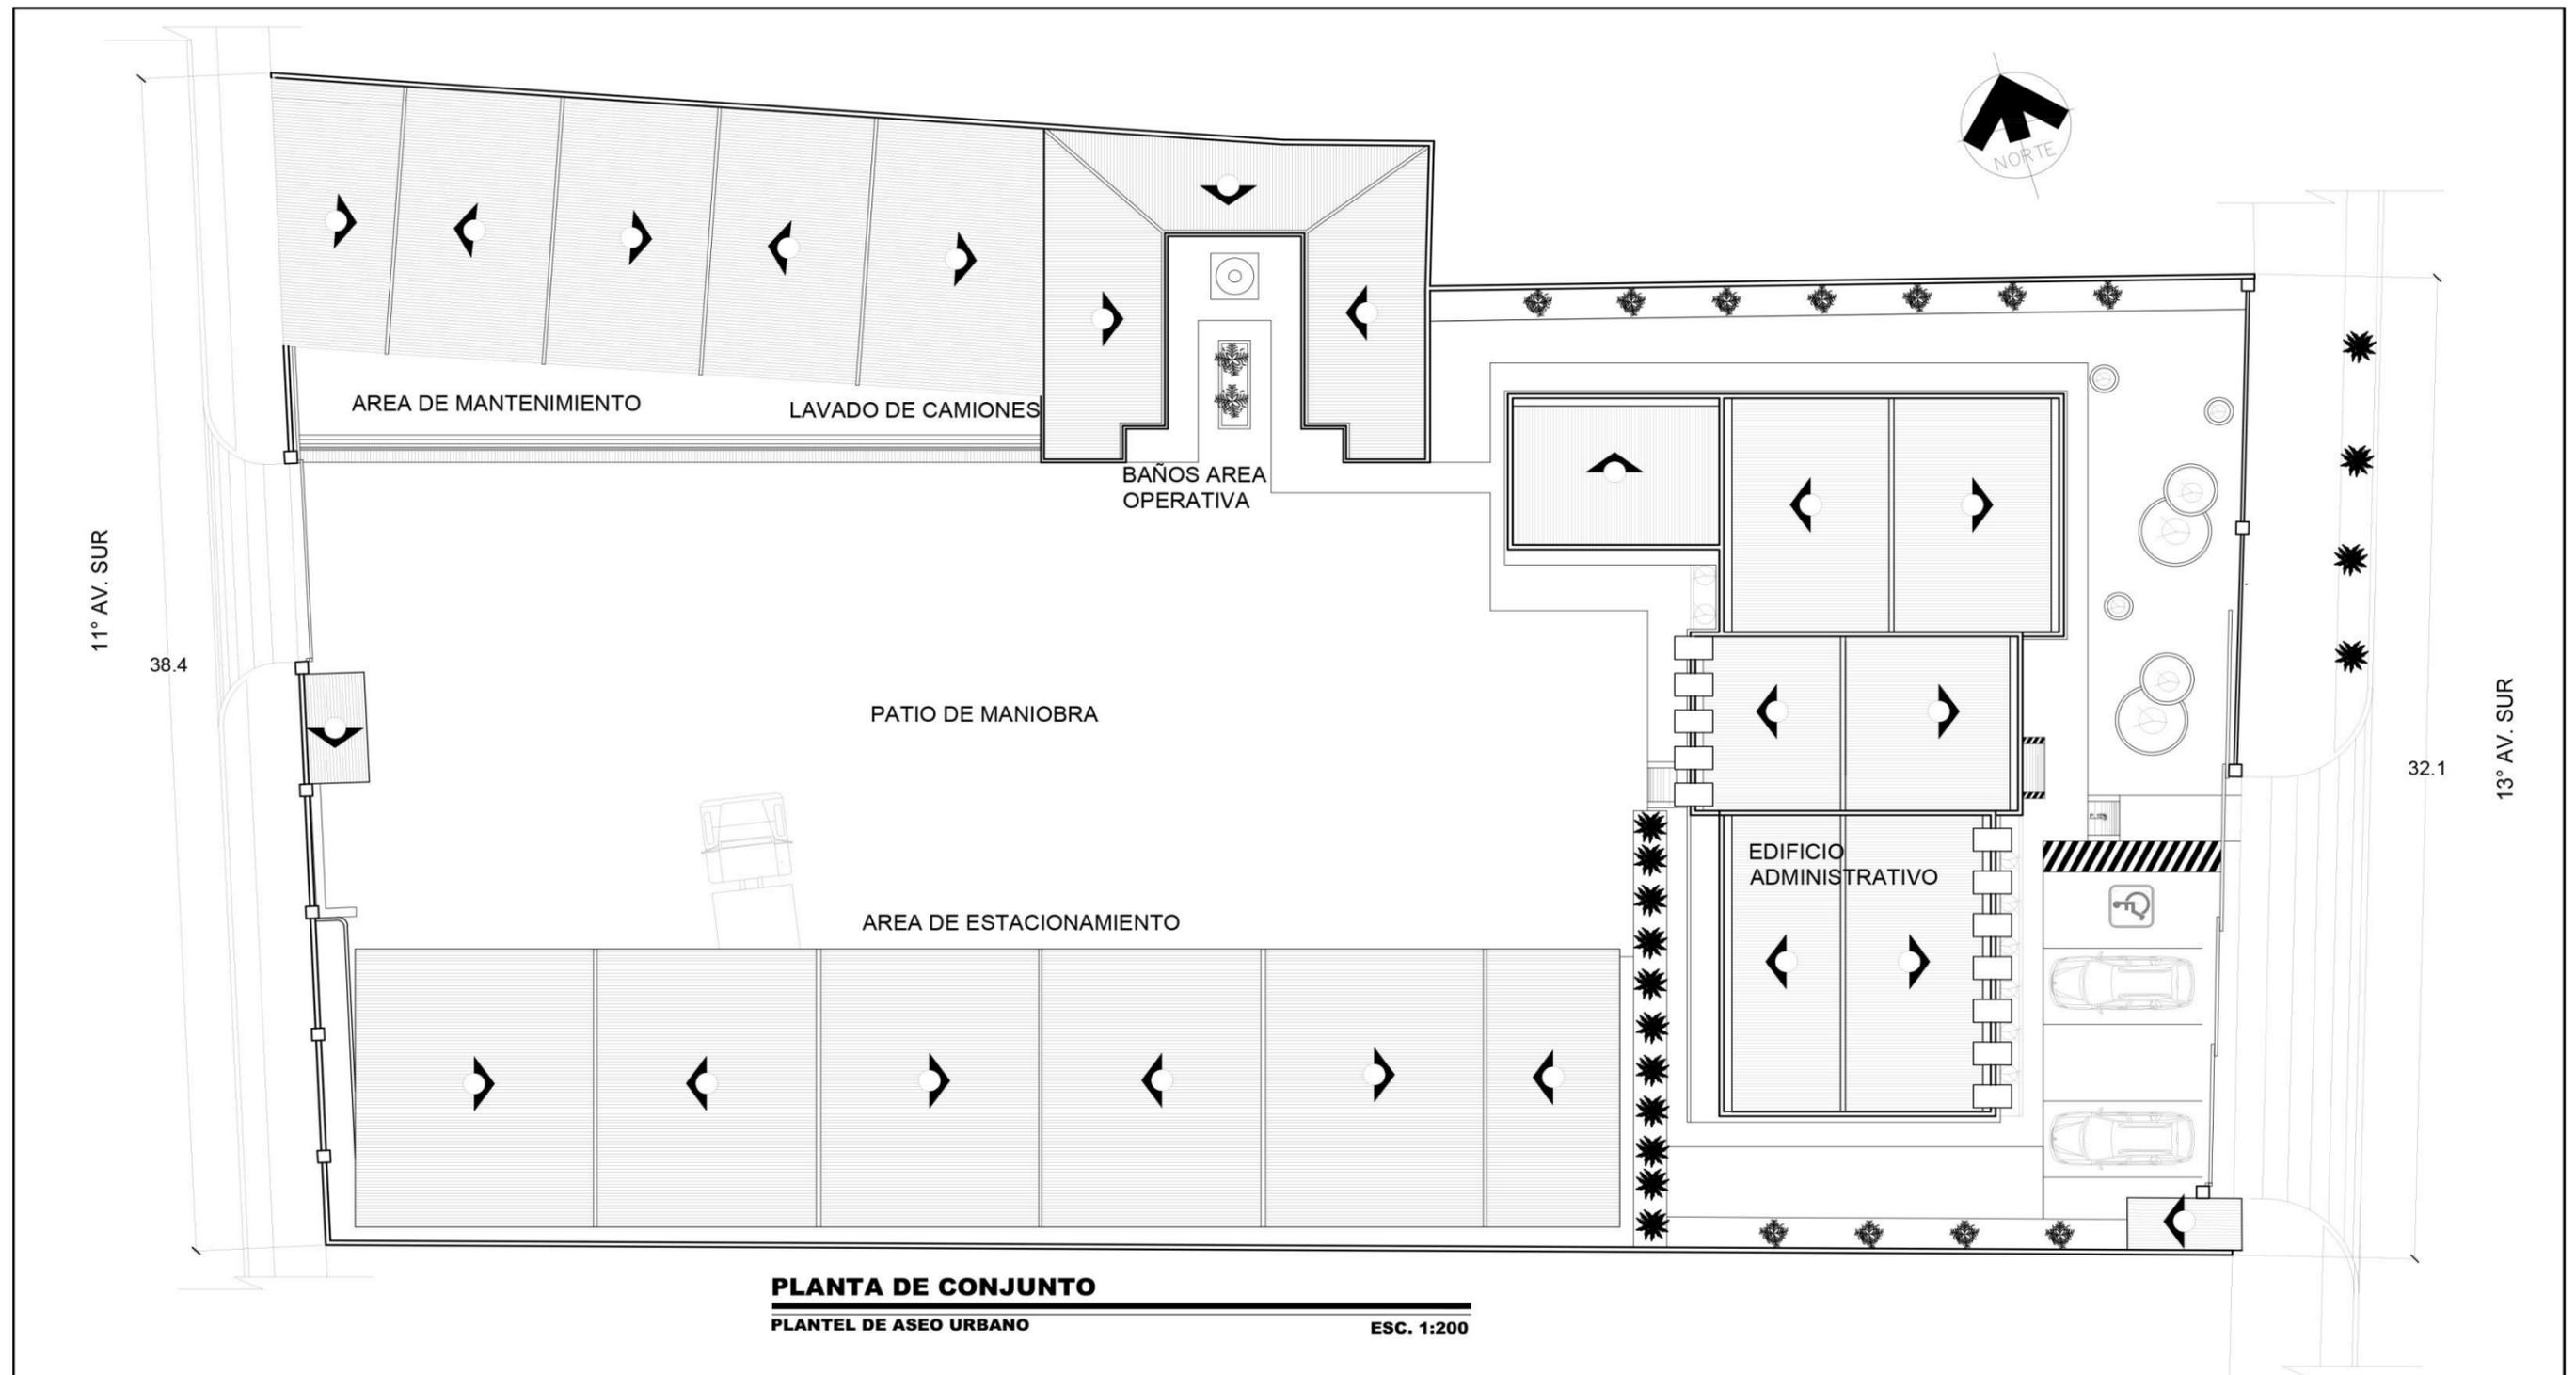 NORTE
AREA DE MANTENIMIENTO
LAVADO DE CAMIONES
BAÑOS AREA
OPERATIVA
11° AV. SUR
38.4
PATIO DE MANIOBRA
32.1
13° AV. SUR
EDIFICIO
ADMINISTRATIVO
AREA DE ESTACIONAMIENTO
PLANTA DE CONJUNTO
PLANTEL DE ASEO URBANO
ESC. 1:200